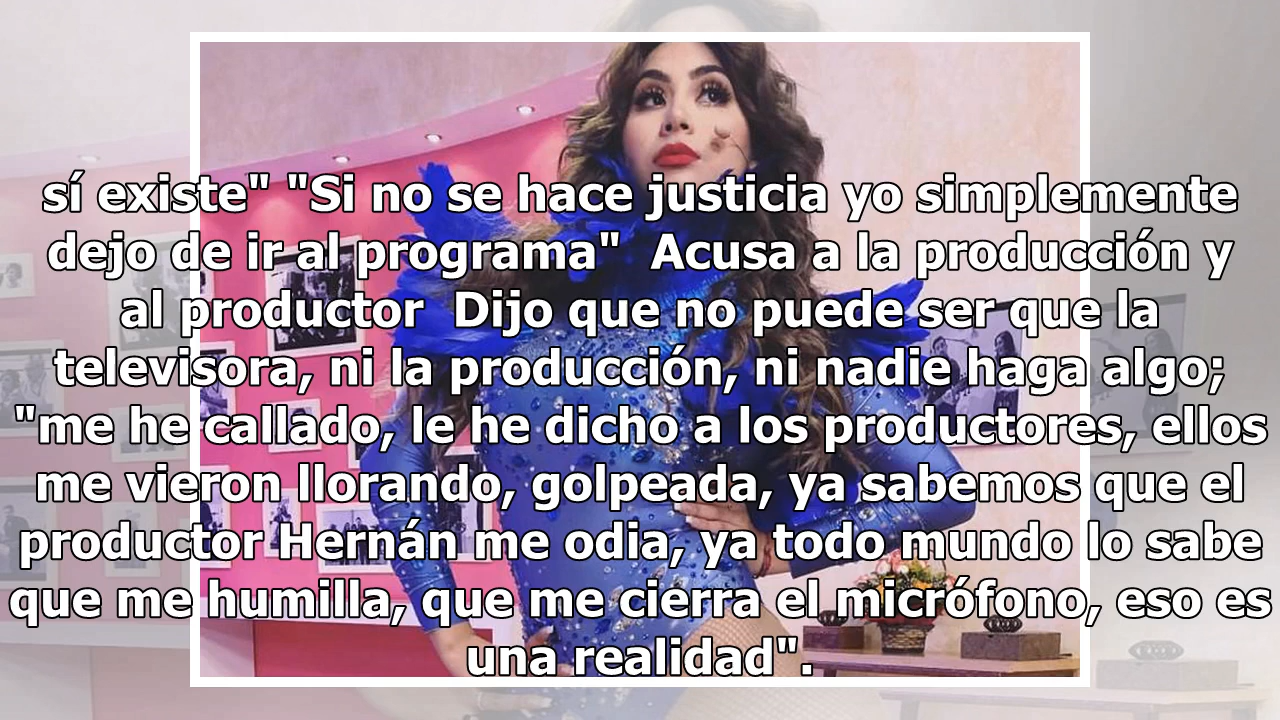 sí existe" "Si no se hace justicia yo simplemente
dejo de ir al programa"  Acusa a la producción y
al productor  Dijo que no puede ser que la
televisora, ni la producción, ni nadie haga algo;
"me he callado, le he dicho a los productores, ellos
me vieron llorando, golpeada, ya sabemos que el
productor Hernán me odia, ya todo mundo lo sabe
que me humilla, que me cierra el micrófono, eso es
una realidad".